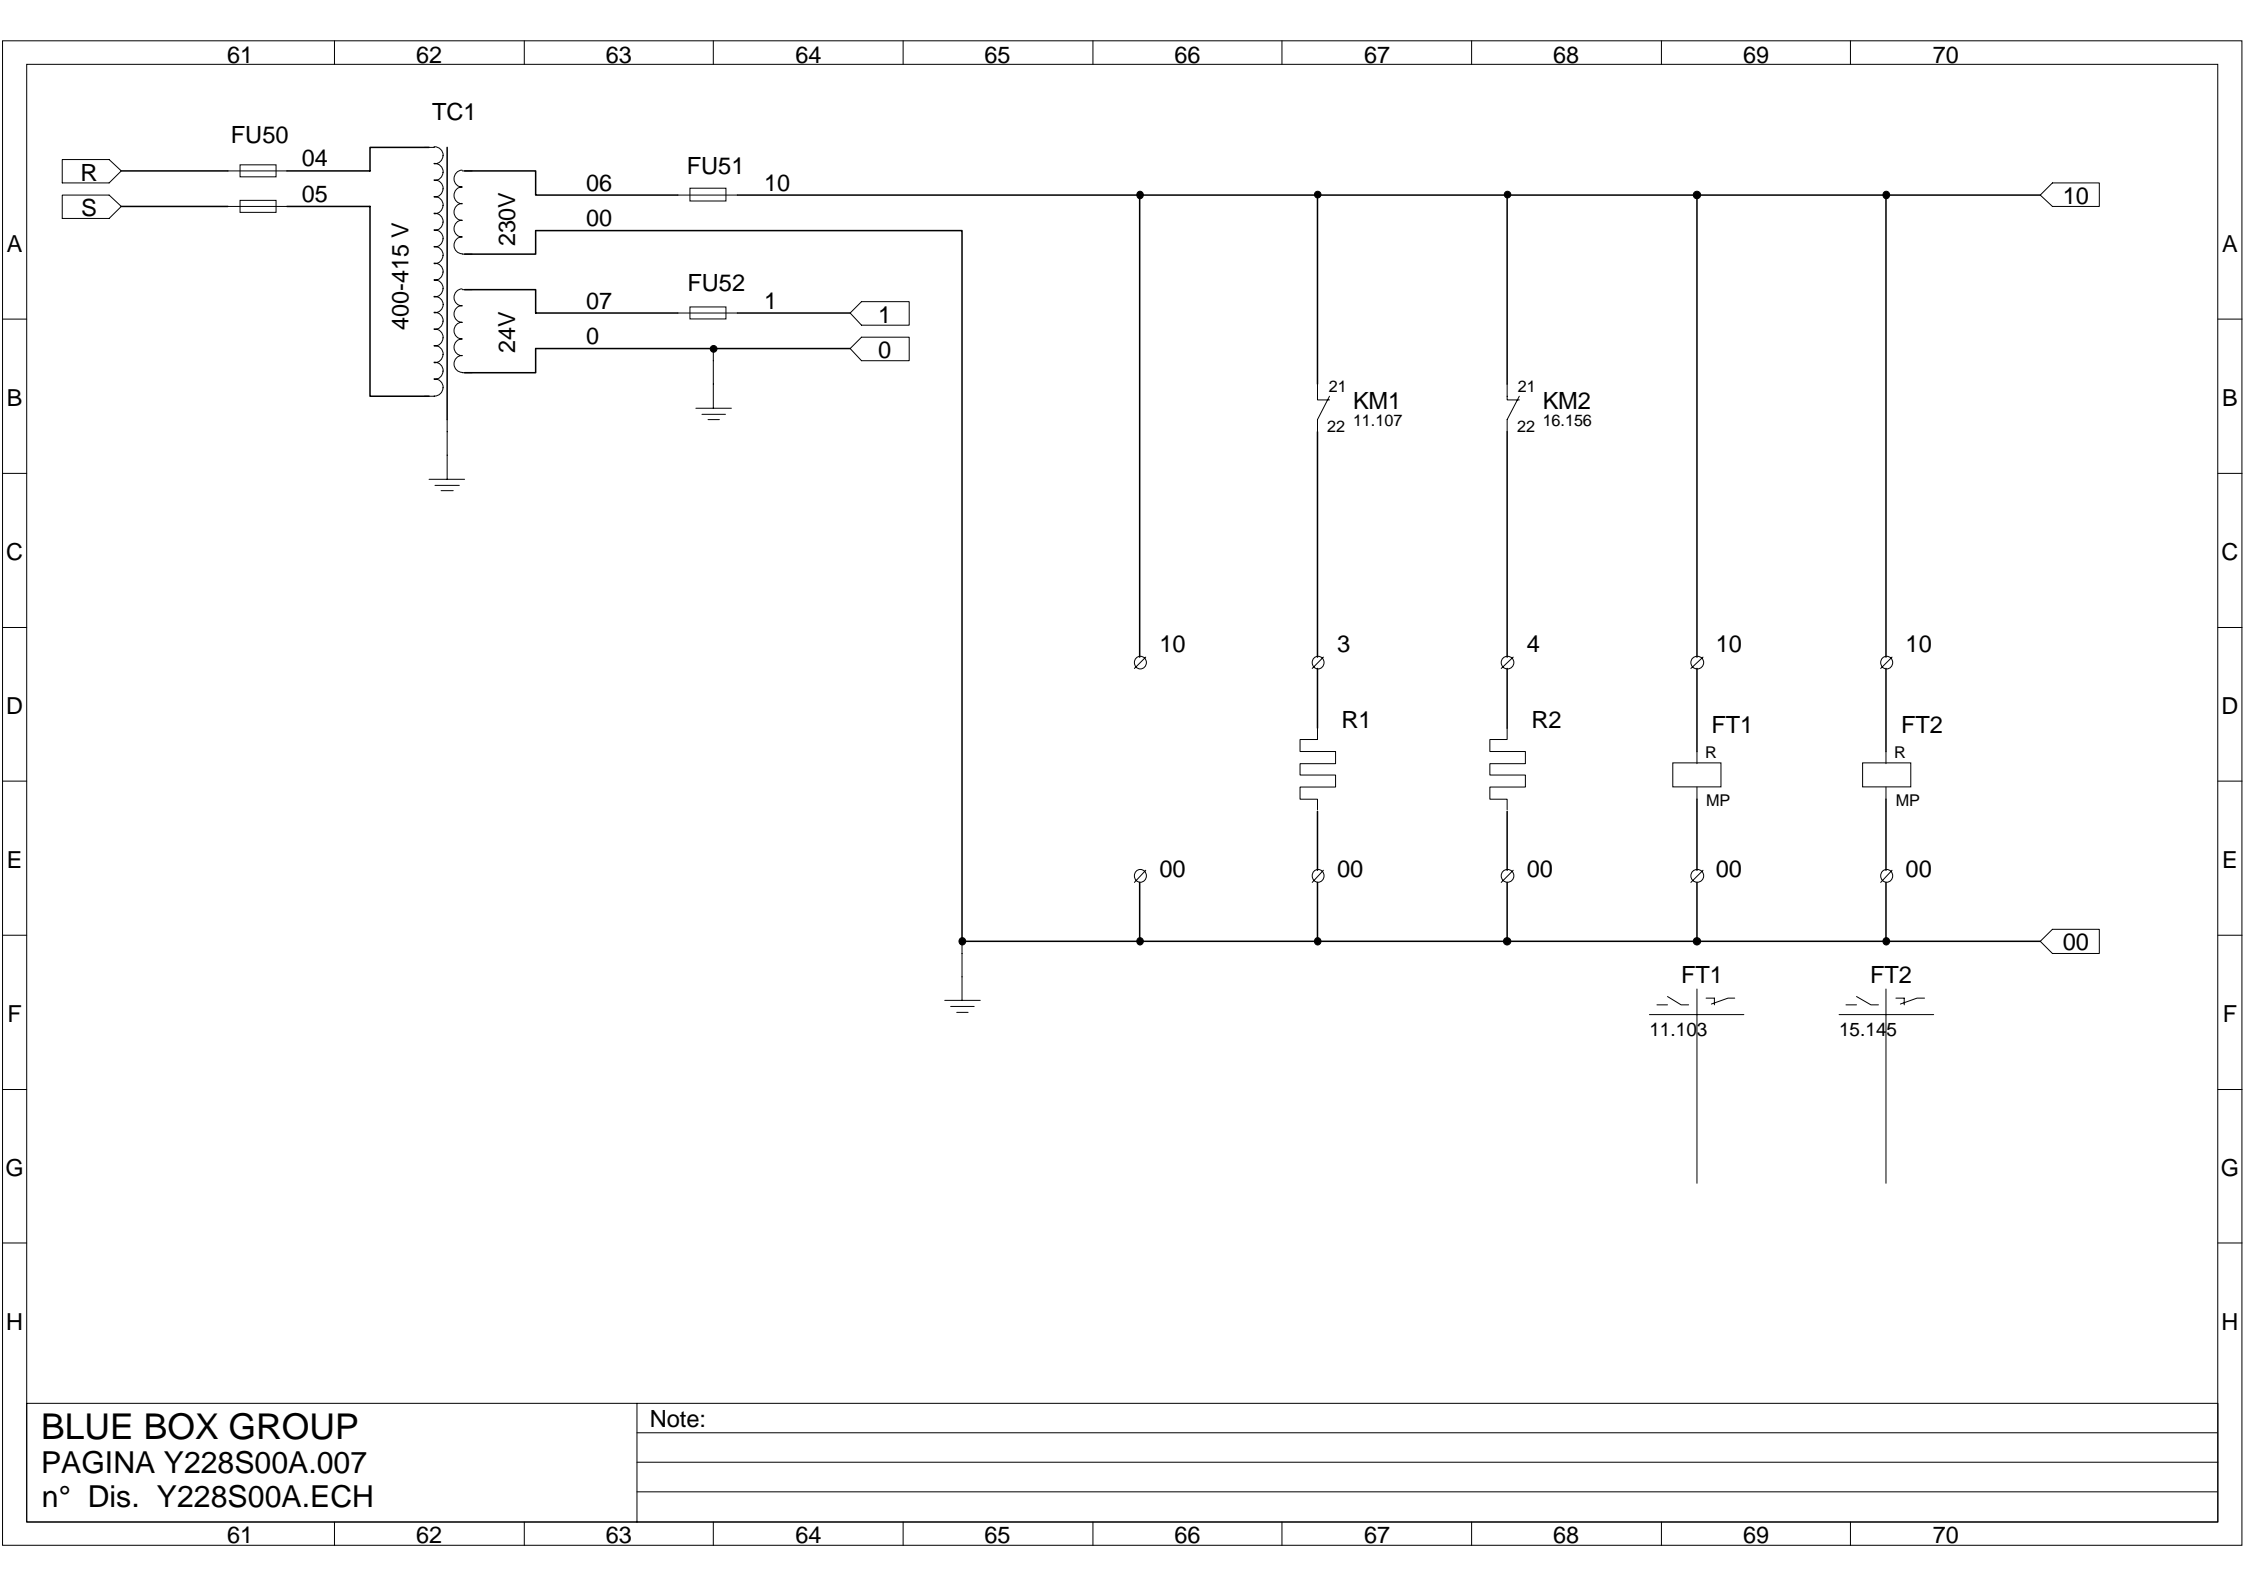 61 62 63 64 65 66 67 68 69 70
TC1
FU50
R 04
S 05
FU51
06 10
10
00
230V
400-415 V
A A
FU52
07 1
1
24V
0
0
21 KM1
22 11.107
21 KM2
22 16.156
B B
C C
10 3 4 10 10
D D
R1 R2 FT1 FT2
R R
MP MP
E E
00 00 00 00 00
00
FT1 FT2
F F
11.103 15.145
G G
H H
BLUE BOX GROUP
PAGINA Y228S00A.007
n° Dis. Y228S00A.ECH
Note:
61 62 63 64 65 66 67 68 69 70